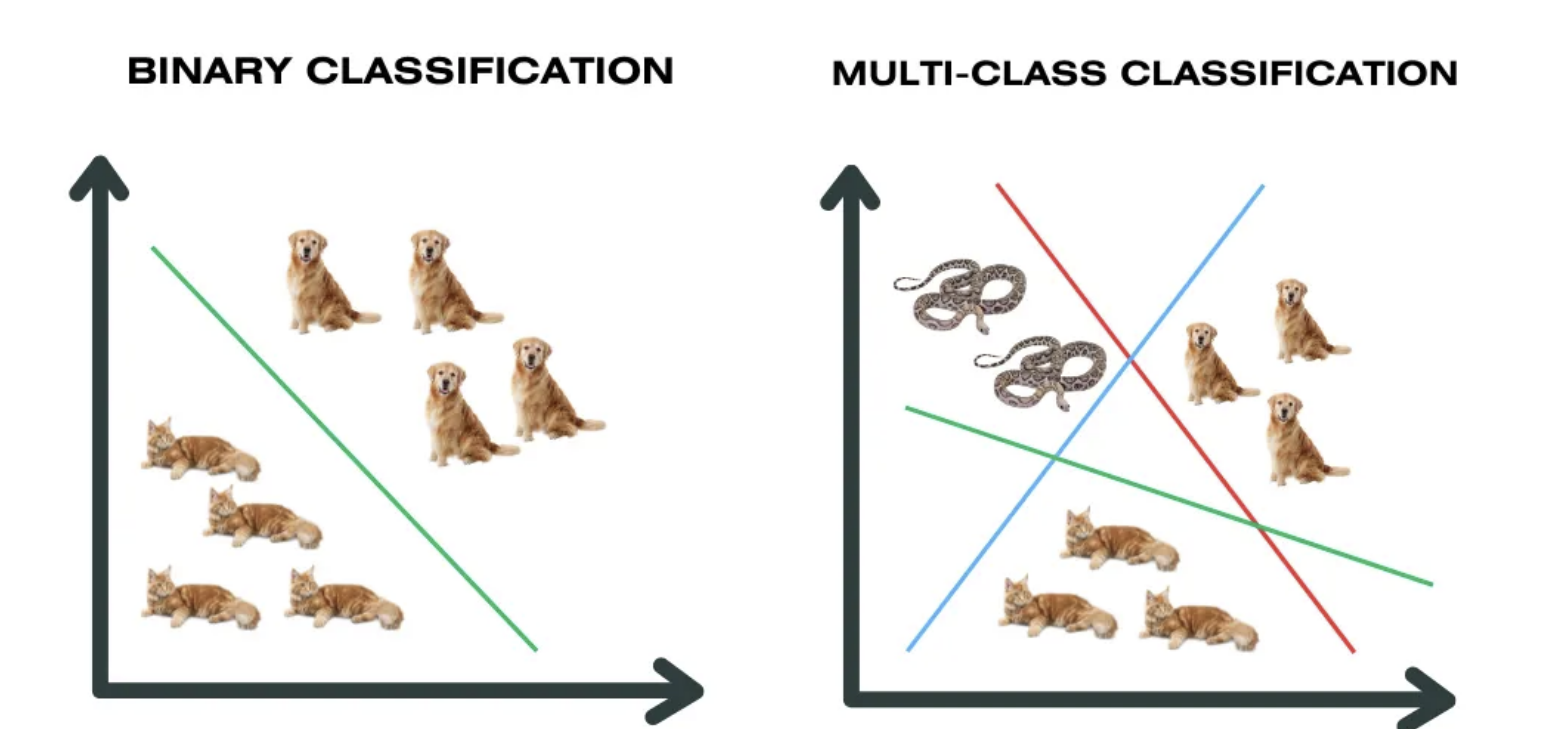 BINARY CLASSIFICATION
MULTI-CLASS CLASSIFICATION